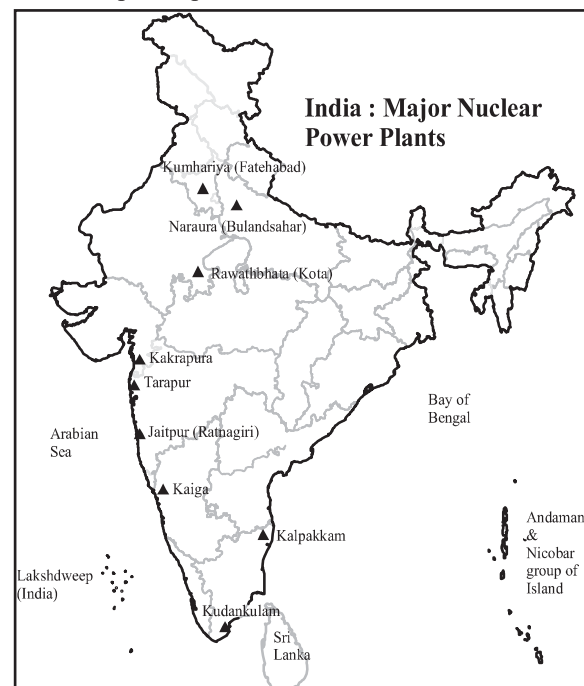 India : Major Nuclear
Power Plants
Kumhariya (Fatehabad)
Naraura (Bulandsahar)
Rawathbhata (Kota)
Kakrapura
Tarapur
Bay of
Bengal
Arabian
Sea
Jaitpur (Ratnagiri)
Kaiga
Kalpakkam
Andaman
&
Nicobar
group of
Island
Lakshdweep
(India)
Kudankulam
Sri
Lanka